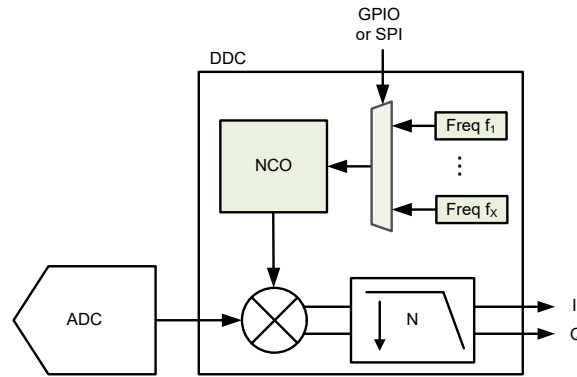 GPIO
or SPI
DDC
Freq f1
NCO
⋮
Freq fX
ADC
N
I
Q